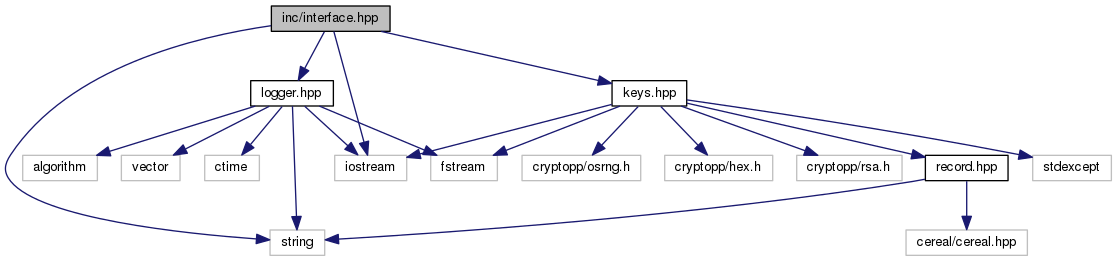 inc/interface.hpp
logger.hpp
keys.hpp
algorithm
vector
ctime
iostream
fstream
cryptopp/osrng.h
cryptopp/hex.h
cryptopp/rsa.h
record.hpp
stdexcept
string
cereal/cereal.hpp